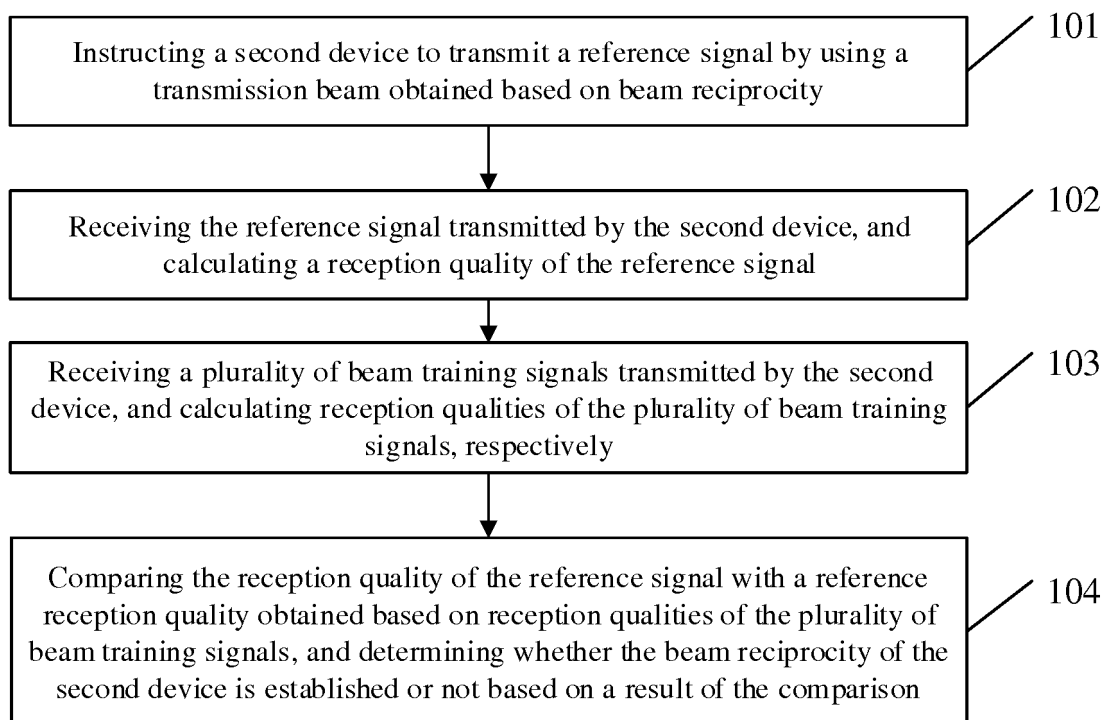 Instructing a second device to transmit a reference signal by using a
transmission beam obtained based on beam reciprocity
101
Receiving the reference signal transmitted by the second device, and
calculating a reception quality of the reference signal
102
Receiving a plurality of beam training signals transmitted by the second
device, and calculating reception qualities of the plurality of beam training
signals, respectively
103
Comparing the reception quality of the reference signal with a reference
reception quality obtained based on reception qualities of the plurality of
beam training signals, and determining whether the beam reciprocity of the
second device is established or not based on a result of the comparison
104